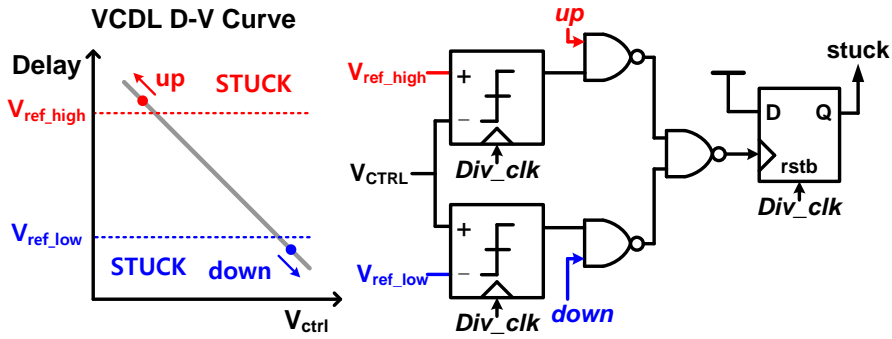 VCDL D-V Curve
Delay
up
STUCK
Vref_high
Vref_low
STUCK
down
Vctrl
up
Vref_high
+
−
Div_clk
VCTRL
+
Vref_low
−
Div_clk
down
stuck
D
Q
rstb
Div_clk